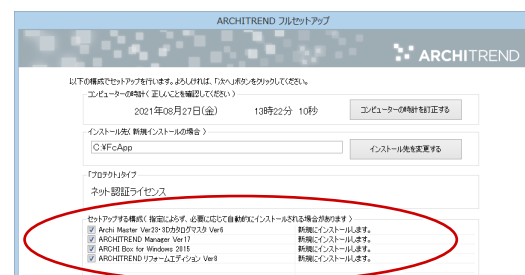 ARCHITREND フルセットアップ
ARCHITREND
以下の構成でセットアップを行います。よろしければ、「次へ」ボタンをクリックしてください。
コンピューターの時計( 正しいことを確認してください )
2021年08月27日(金) 13時22分 10秒 コンピューターの時計を訂正する
インストール先( 新規インストールの場合 )
C:¥FcApp インストール先を変更する
「プロテクト」タイプ
ネット認証ライセンス
セットアップする構成( 指定によらず、必要に応じて自動的にインストールされる場合があります )
Archi Master Ver23・3Dカタログマスタ Ver6 新規にインストールします。
ARCHITREND Manager Ver17 新規にインストールします。
ARCHI Box for Windows 2015 新規にインストールします。
ARCHITREND リフォームエディション Ver8 新規にインストールします。